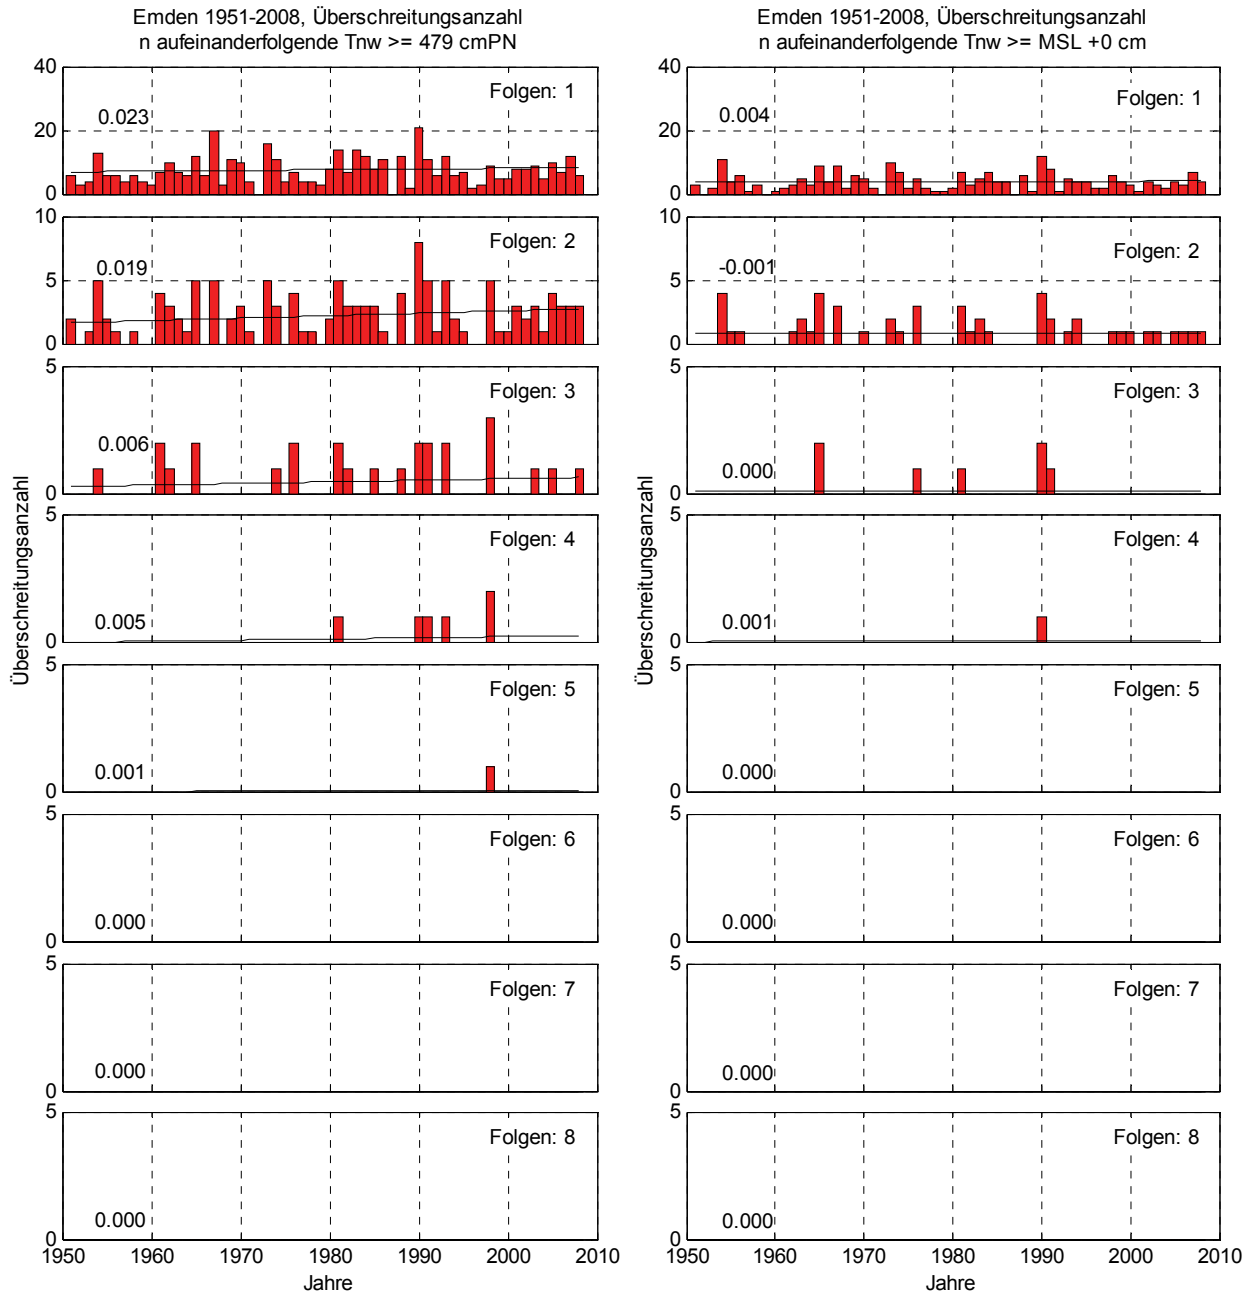 Emden 1951-2008, Überschreitungsanzahl
n aufeinanderfolgende Tnw >= 479 cmPN
40
20
0
Folgen: 1
0.023
10
5
0
Folgen: 2
0.019
5
0
Folgen: 3
0.006
5
0
Folgen: 4
0.005
5
0
Folgen: 5
0.001
5
0
Folgen: 6
0.000
5
0
Folgen: 7
0.000
5
0
Folgen: 8
0.000
1950 1960 1970 1980 1990 2000 2010
Jahre
Überschreitungsanzahl
Emden 1951-2008, Überschreitungsanzahl
n aufeinanderfolgende Tnw >= MSL +0 cm
40
20
0
Folgen: 1
0.004
10
5
0
Folgen: 2
-0.001
5
0
Folgen: 3
0.000
5
0
Folgen: 4
0.001
5
0
Folgen: 5
0.000
5
0
Folgen: 6
0.000
5
0
Folgen: 7
0.000
5
0
Folgen: 8
0.000
1950 1960 1970 1980 1990 2000 2010
Jahre
Überschreitungsanzahl